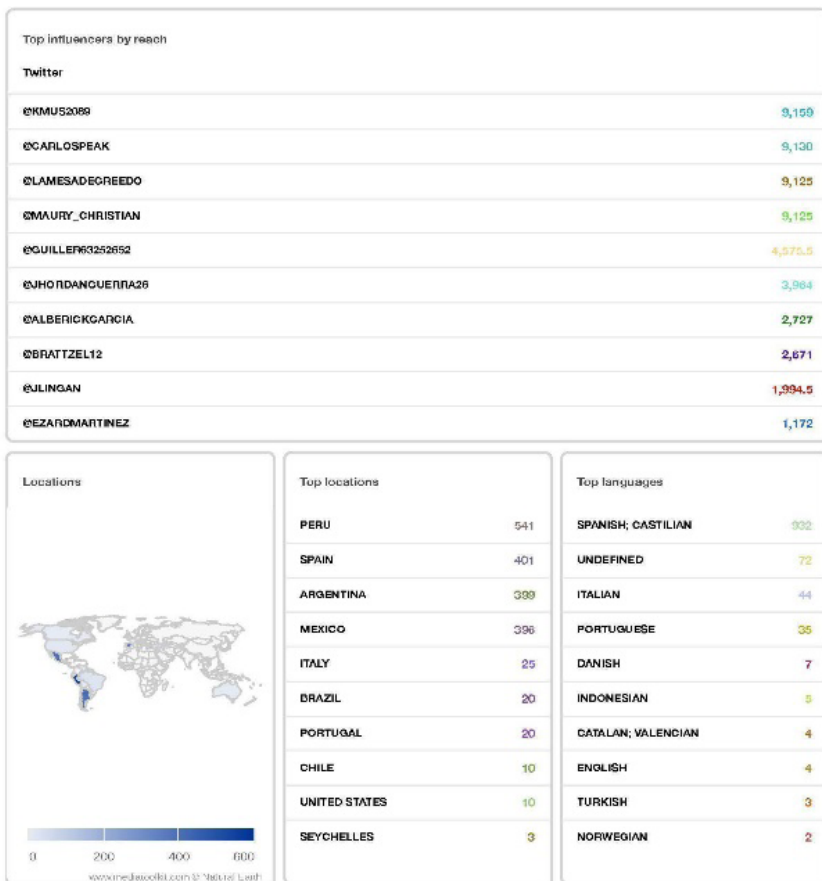 Top influencers by reach
Twitter
@KMUS2089 9,159
@CARLOSPEAK 9,130
@LAMESADEGREEDO 9,125
@MAURY_CHRISTIAN 9,125
@GUILLER63252652 4,575.5
@JHORDANGUERRA26 3,964
@ALBERICKGARCIA 2,727
@BRATTZEL12 2,671
@JLINGAN 1,994.5
@EZARDMARTINEZ 1,172
Locations
0 200 400 600
www.mediatoolkit.com © Natural Earth
Top locations
PERU 541
SPAIN 401
ARGENTINA 399
MEXICO 396
ITALY 25
BRAZIL 20
PORTUGAL 20
CHILE 10
UNITED STATES 10
SEYCHELLES 3
Top languages
SPANISH; CASTILIAN 932
UNDEFINED 72
ITALIAN 44
PORTUGUESE 35
DANISH 7
INDONESIAN 5
CATALAN; VALENCIAN 4
ENGLISH 4
TURKISH 3
NORWEGIAN 2